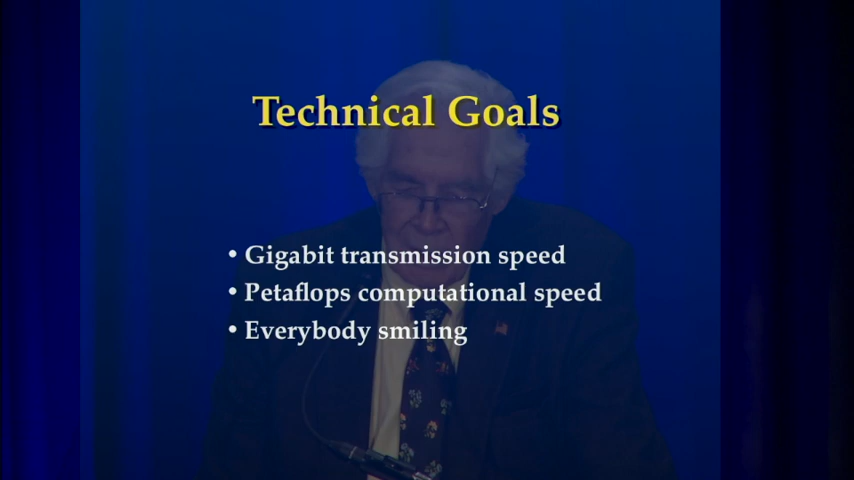 Technical Goals
• Gigabit transmission speed
• Petaflops computational speed
• Everybody smiling